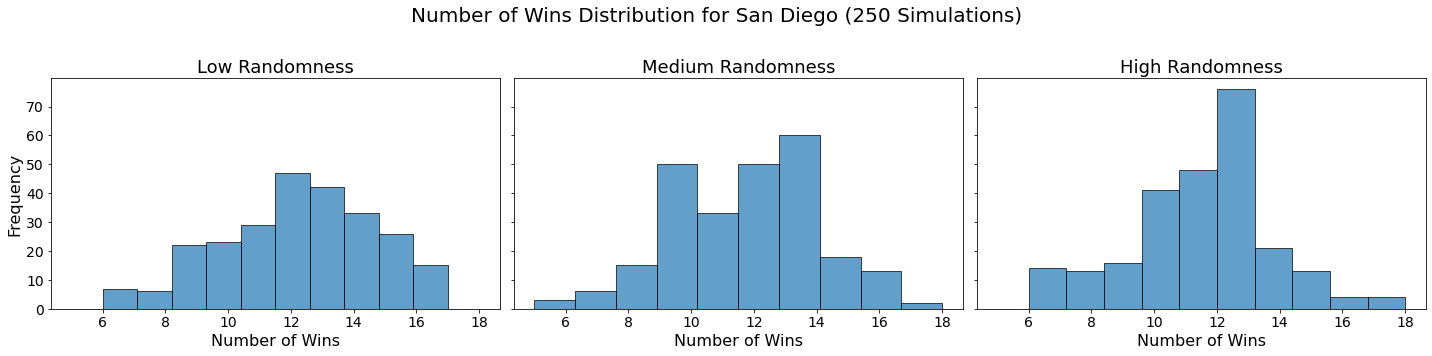 Number of Wins Distribution for San Diego (250 Simulations)
Low Randomness
Medium Randomness
High Randomness
Frequency
70
60
50
40
30
20
10
0
6 8 10 12 14 16 18
6 8 10 12 14 16 18
6 8 10 12 14 16 18
Number of Wins
Number of Wins
Number of Wins